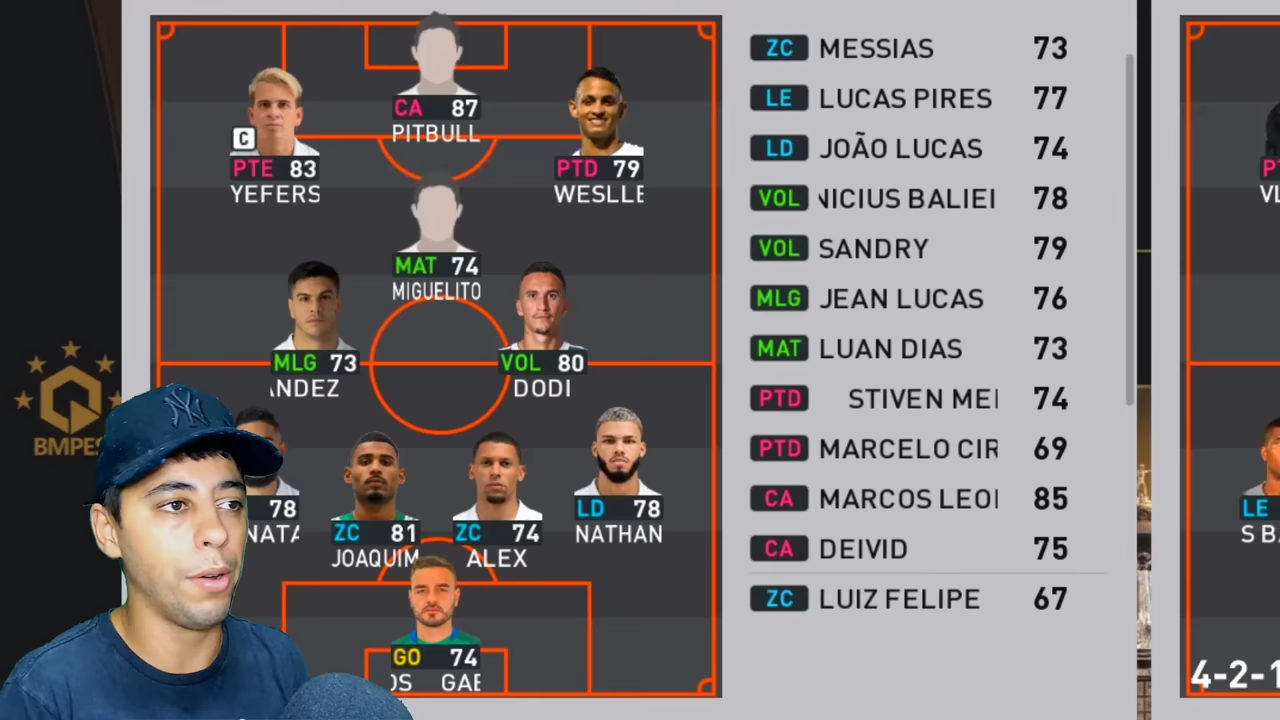 CA 87
PITBULL
C
PTE 83
YEFERS
PTD 79
WESLLE
MAT 74
MIGUELITO
MLG 73
NDEZ
VOL 80
DODI
78
NATA
ZC 81
JOAQUIM
ZC 74
ALEX
LD 78
NATHAN
GO 74
OS GAE
BMPES
NY
ZC MESSIAS 73
LE LUCAS PIRES 77
LD JOÃO LUCAS 74
VOL NICIUS BALIEI 78
VOL SANDRY 79
MLG JEAN LUCAS 76
MAT LUAN DIAS 73
PTD STIVEN MEI 74
PTD MARCELO CIR 69
CA MARCOS LEO 85
CA DEIVID 75
ZC LUIZ FELIPE 67
VL
LE
S B
4-2-1